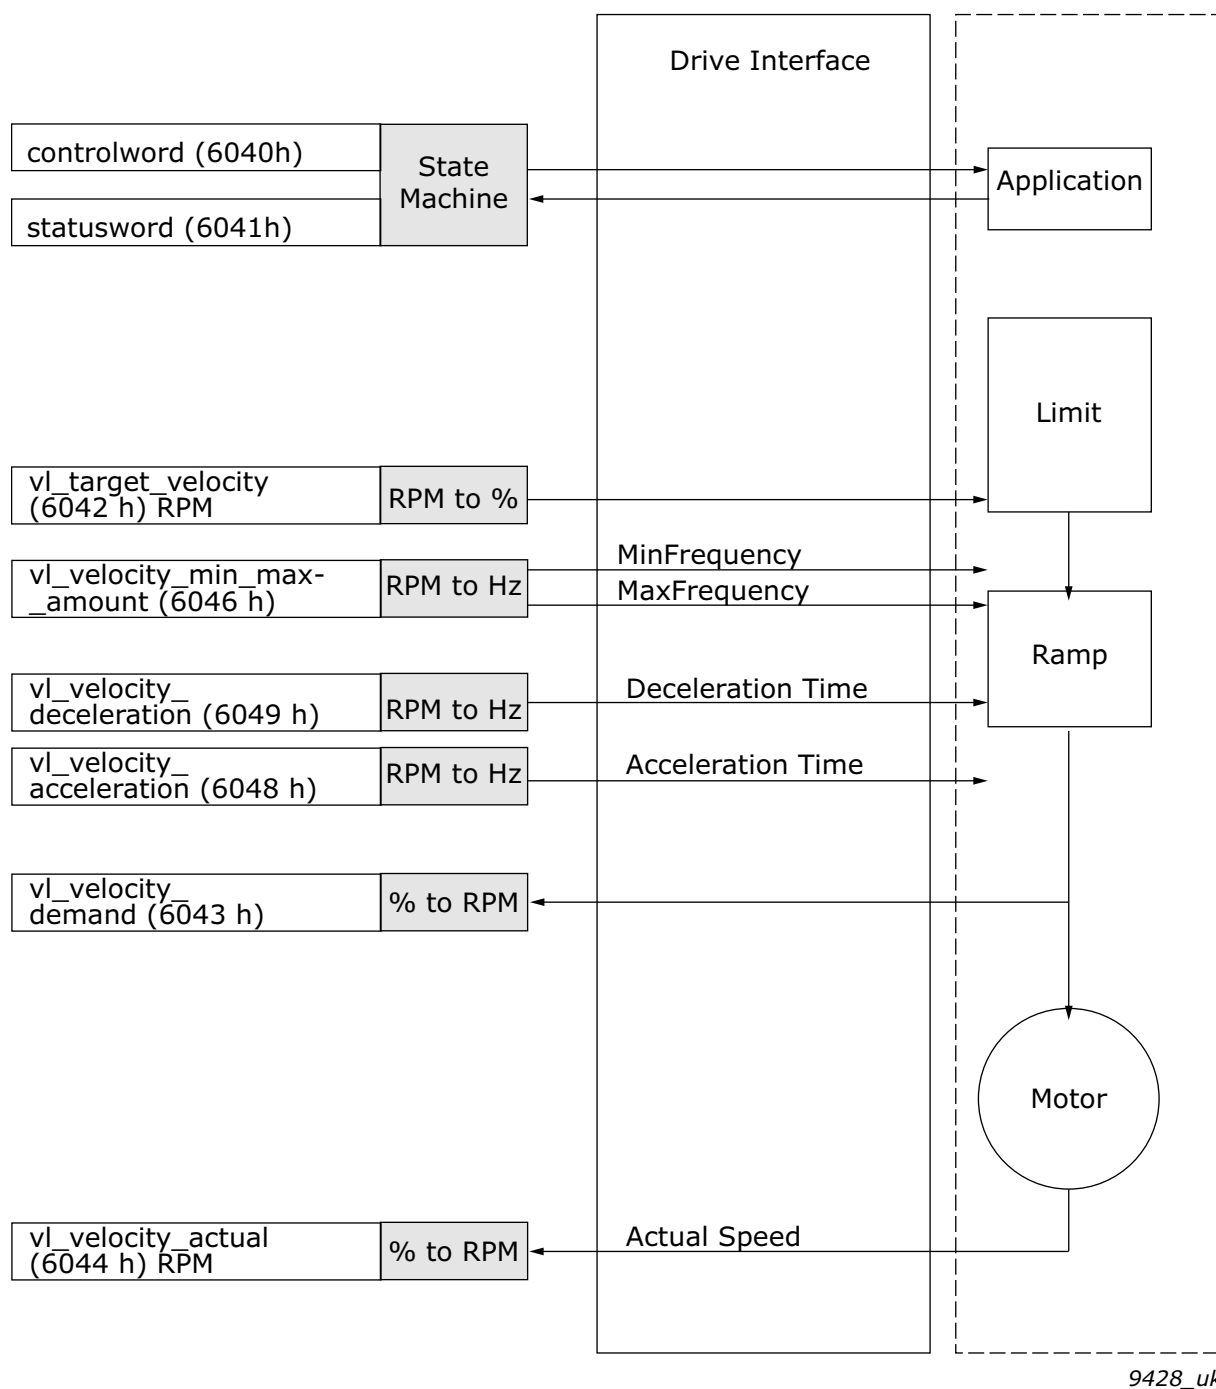 Drive Interface
controlword (6040h)
State
Machine
statusword (6041h)
Application
Limit
vl_target_velocity
(6042 h) RPM
RPM to %
MinFrequency
vl_velocity_min_max-
_amount (6046 h)
RPM to Hz
MaxFrequency
Ramp
vl_velocity_
deceleration (6049 h)
RPM to Hz
Deceleration Time
vl_velocity_
acceleration (6048 h)
RPM to Hz
Acceleration Time
vl_velocity_
demand (6043 h)
% to RPM
Motor
vl_velocity_actual
(6044 h) RPM
% to RPM
Actual Speed
9428_uk